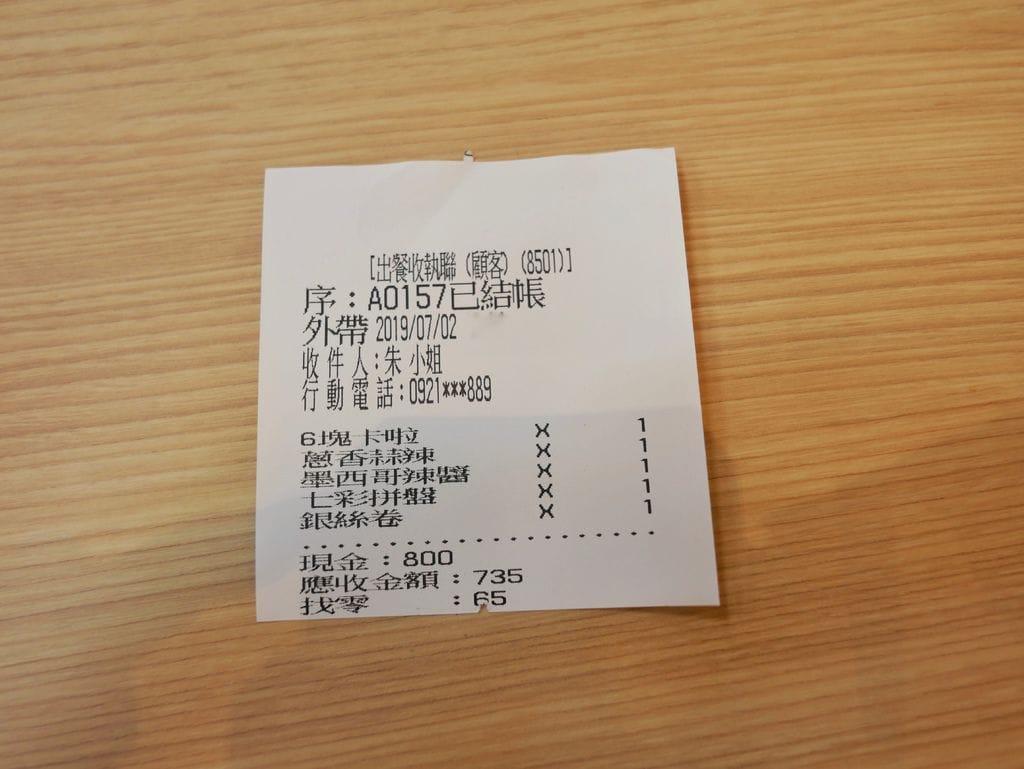 [出餐收執聯 (顧客) (8501)]
序：A0157已結帳
外帶 2019/07/02
收件人：朱 小姐
行動電話：0921***889
6塊卡啦 X 1
蔥香蒜辣 X 1
墨西哥辣醬 X 1
七彩拼盤 X 1
銀絲卷 X 1
現金：800
應收金額：735
找零：65